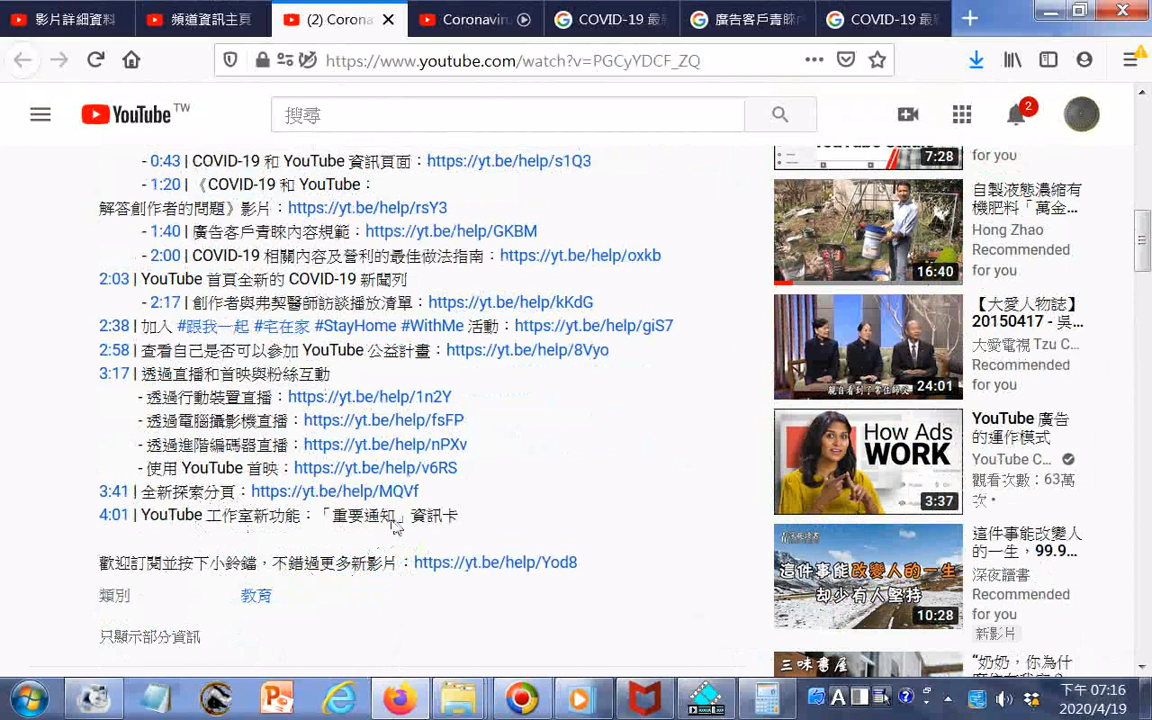 影片詳細資料
頻道資訊主頁
(2) Corona
Coronavir
COVID-19 最
廣告客戶青睞
COVID-19 最
https://www.youtube.com/watch?v=PGCyYDCF_ZQ
YouTube TW
搜尋
2
- 0:43 | COVID-19 和 YouTube 資訊頁面：https://yt.be/help/s1Q3
- 1:20 | 《COVID-19 和 YouTube：
解答創作者的問題》影片：https://yt.be/help/rsY3
- 1:40 | 廣告客戶青睞內容規範：https://yt.be/help/GKBM
- 2:00 | COVID-19 相關內容及營利的最佳做法指南：https://yt.be/help/oxkb
2:03 | YouTube 首頁全新的 COVID-19 新聞列
- 2:17 | 創作者與弗契醫師訪談播放清單：https://yt.be/help/kKdG
2:38 | 加入 #跟我一起 #宅在家 #StayHome #WithMe 活動：https://yt.be/help/giS7
2:58 | 查看自己是否可以參加 YouTube 公益計畫：https://yt.be/help/8Vyo
3:17 | 透過直播和首映與粉絲互動
- 透過行動裝置直播：https://yt.be/help/1n2Y
- 透過電腦攝影機直播：https://yt.be/help/fsFP
- 透過進階編碼器直播：https://yt.be/help/nPXv
- 使用 YouTube 首映：https://yt.be/help/v6RS
3:41 | 全新探索分頁：https://yt.be/help/MQVf
4:01 | YouTube 工作室新功能：「重要通知」資訊卡
歡迎訂閱並按下小鈴鐺，不錯過更多新影片：https://yt.be/help/Yod8
類別 教育
只顯示部分資訊
7:28
for you
16:40
自製液態濃縮有
機肥料「萬金...
Hong Zhao
Recommended
for you
24:01
【大愛人物誌】
20150417 - 吳...
大愛電視 Tzu C...
Recommended
for you
How Ads
WORK
3:37
YouTube 廣告
的運作模式
YouTube C...
觀看次數：63萬
次・
這件事能改變人的一生
却少有人堅持
10:28
這件事能改變人
的一生，99.9...
深夜讀書
Recommended
for you
新影片
三味書屋
“奶奶，你為什
下午 07:16
2020/4/19